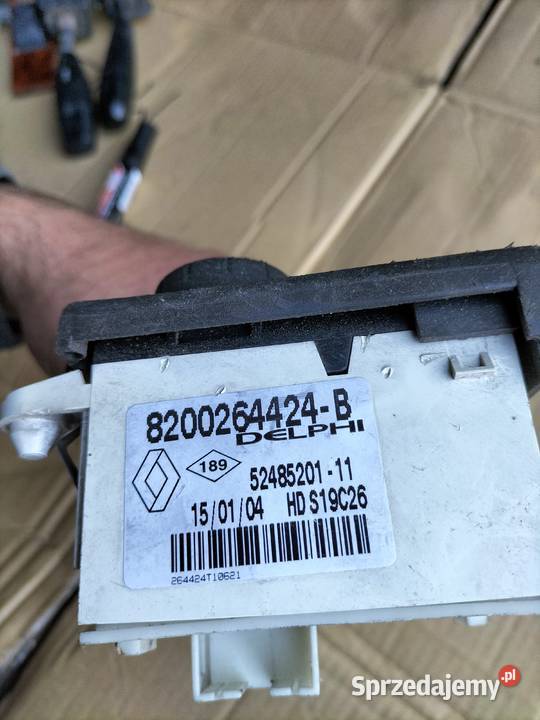 8200264424-B
DELPHI
189
52485201-11
15/01/04 HD S19C26
264424T10621
Sprzedajemy.pl